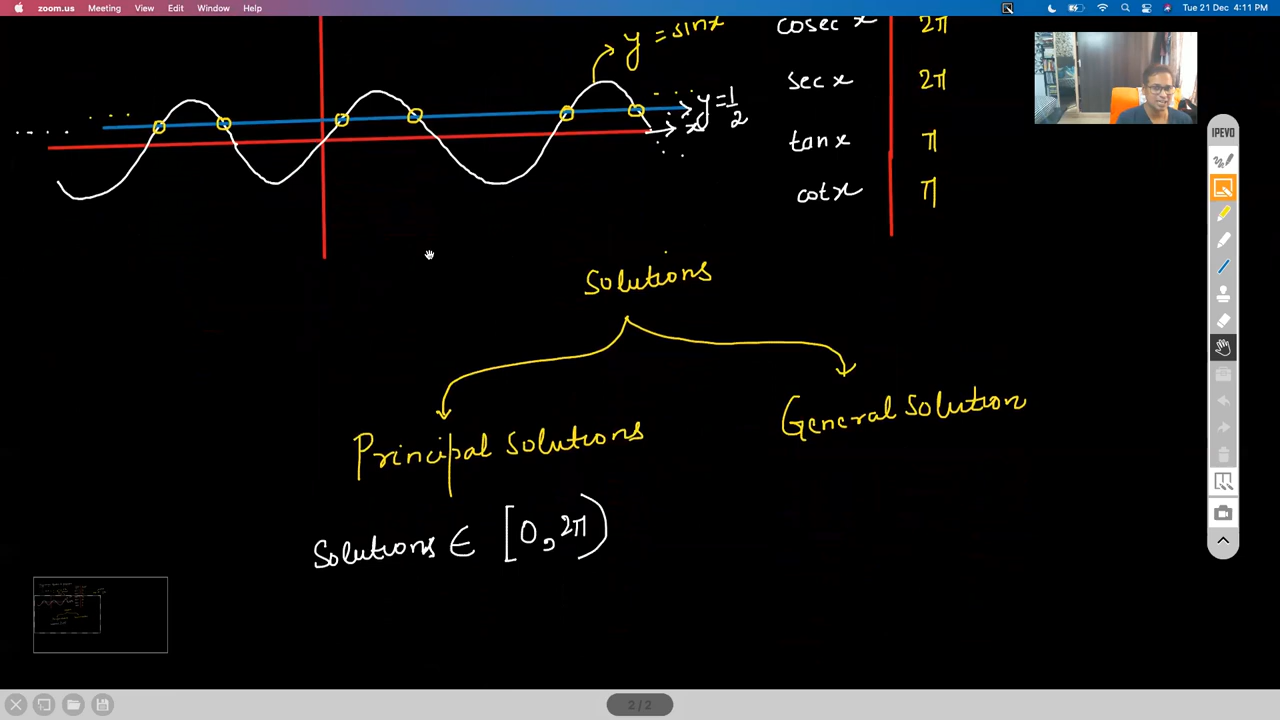 zoom.us Meeting View Edit Window Help Tue 21 Dec 4:11 PM
y = sinx
cosec x 2π
sec x 2π
y = 1/2
x
tan x π
cot x π
IPEVO
Solutions
Principal Solutions
General Solution
Solutions ∈ [0, 2π)
2 / 2